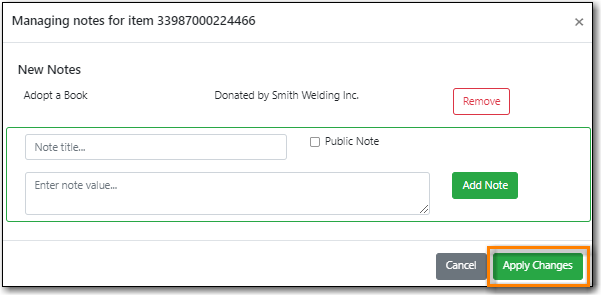 Managing notes for item 33987000224466
×
New Notes
Adopt a Book Donated by Smith Welding Inc. Remove
Note title... Public Note
Enter note value... Add Note
Cancel Apply Changes